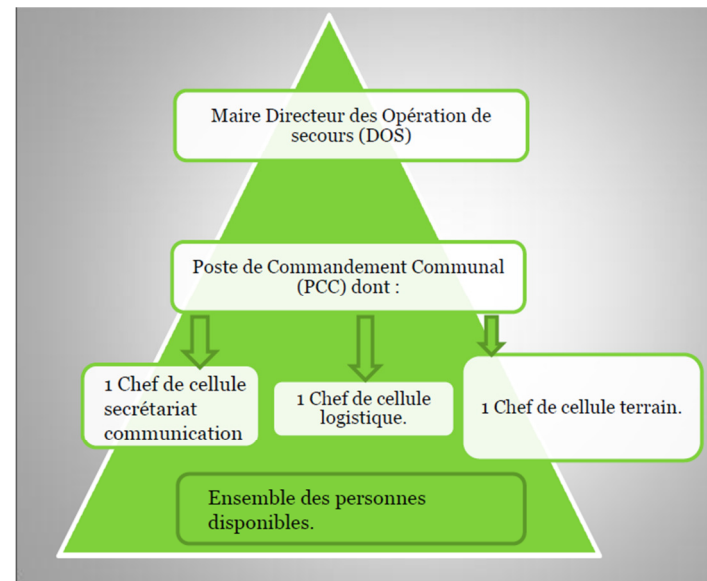 Maire Directeur des Opération de
secours (DOS)
Poste de Commandement Communal
(PCC) dont :
1 Chef de cellule
secrétariat
communication
1 Chef de cellule
logistique.
1 Chef de cellule terrain.
Ensemble des personnes
disponibles.